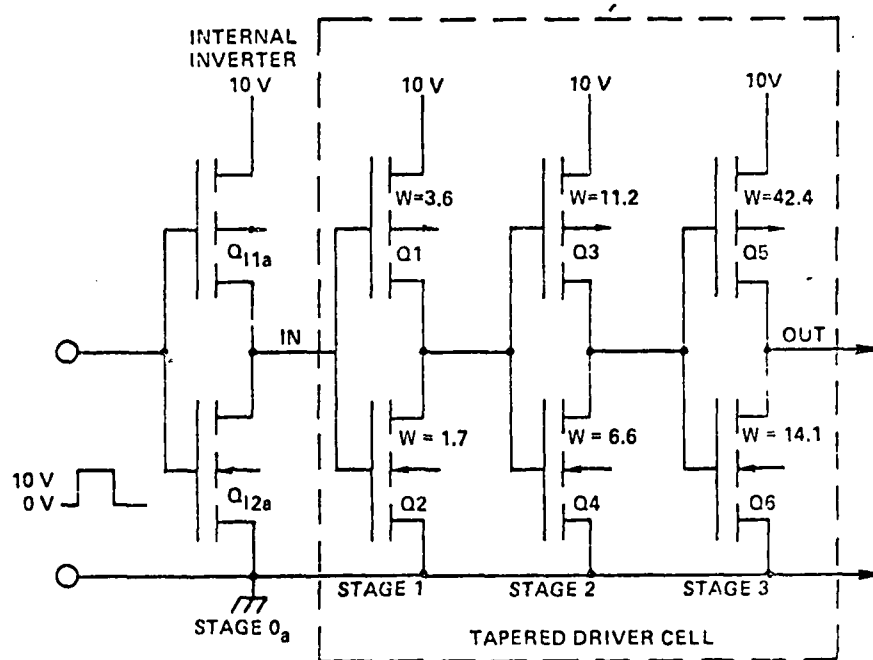 INTERNAL
INVERTER
10 V
10 V
10 V
10V
W=3.6
W=11.2
W=42.4
QI1a
Q1
Q3
Q5
IN
OUT
W = 1.7
W = 6.6
W = 14.1
10 V
0 V
QI2a
Q2
Q4
Q6
STAGE 1
STAGE 2
STAGE 3
STAGE 0a
TAPERED DRIVER CELL